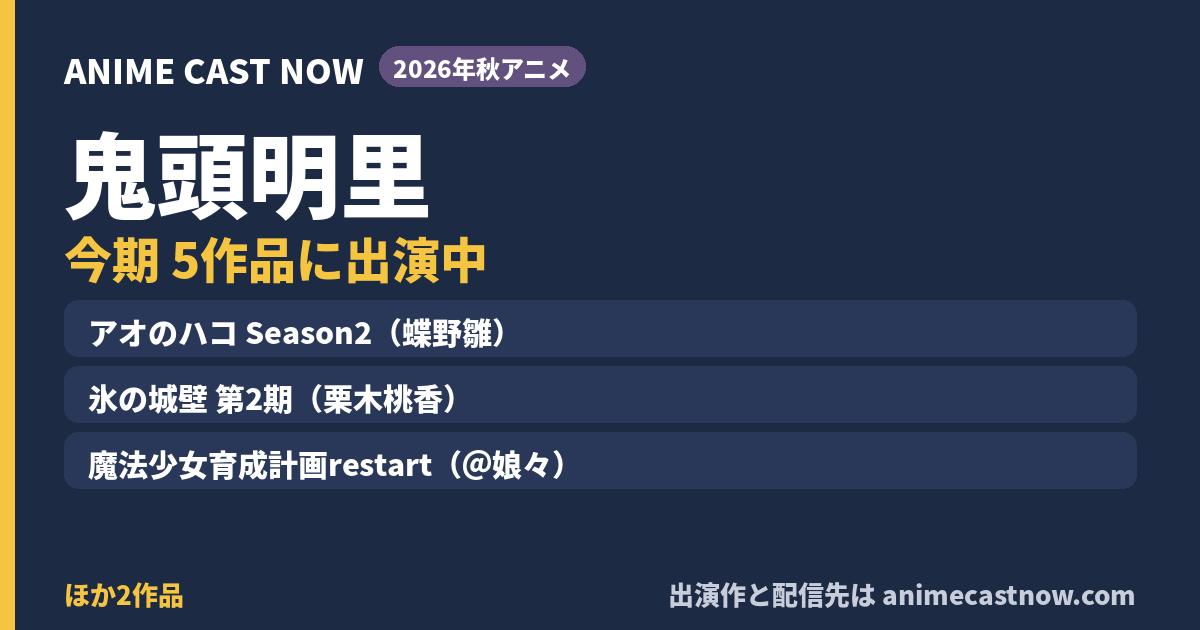 ANIME CAST NOW 2026年秋アニメ
鬼頭明里
今期 5作品に出演中
アオのハコ Season2（蝶野雛）
氷の城壁 第2期（栗木桃香）
魔法少女育成計画restart（@娘々）
ほか2作品
出演作と配信先は animecastnow.com